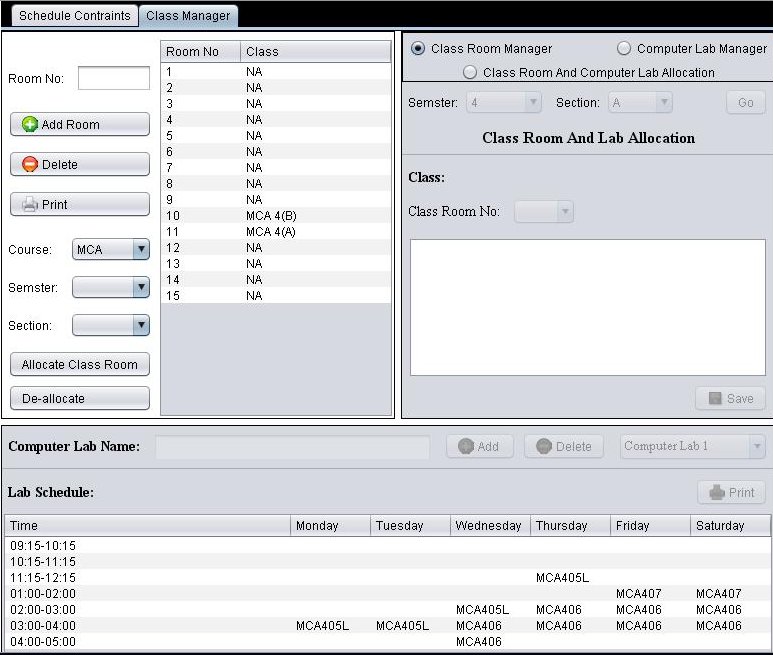 Schedule Contraints Class Manager
Room No:
Add Room
Delete
Print
Course: MCA
Semster:
Section:
Allocate Class Room
De-allocate
Room No Class
1 NA
2 NA
3 NA
4 NA
5 NA
6 NA
7 NA
8 NA
9 NA
10 MCA 4(B)
11 MCA 4(A)
12 NA
13 NA
14 NA
15 NA
Class Room Manager Computer Lab Manager
Class Room And Computer Lab Allocation
Semster: 4 Section: A Go
Class Room And Lab Allocation
Class:
Class Room No:
Save
Computer Lab Name: Add Delete Computer Lab 1
Lab Schedule: Print
Time Monday Tuesday Wednesday Thursday Friday Saturday
09:15-10:15
10:15-11:15
11:15-12:15 MCA405L
01:00-02:00 MCA407 MCA407
02:00-03:00 MCA405L MCA406 MCA406 MCA406
03:00-04:00 MCA405L MCA405L MCA406 MCA406 MCA406 MCA406
04:00-05:00 MCA406